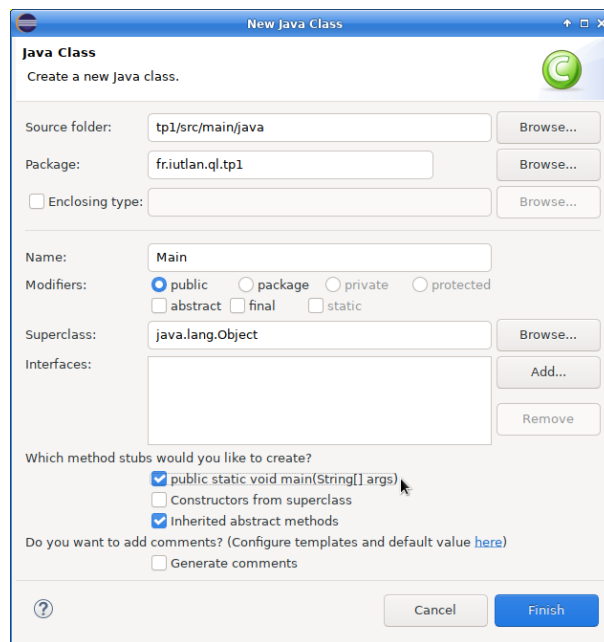 New Java Class
Java Class
Create a new Java class.
Source folder: tp1/src/main/java Browse...
Package: fr.iutlan.ql.tp1 Browse...
Enclosing type: Browse...
Name: Main
Modifiers: public package private protected
abstract final static
Superclass: java.lang.Object Browse...
Interfaces: Add...
Remove
Which method stubs would you like to create?
public static void main(String[] args)
Constructors from superclass
Inherited abstract methods
Do you want to add comments? (Configure templates and default value here)
Generate comments
? Cancel Finish